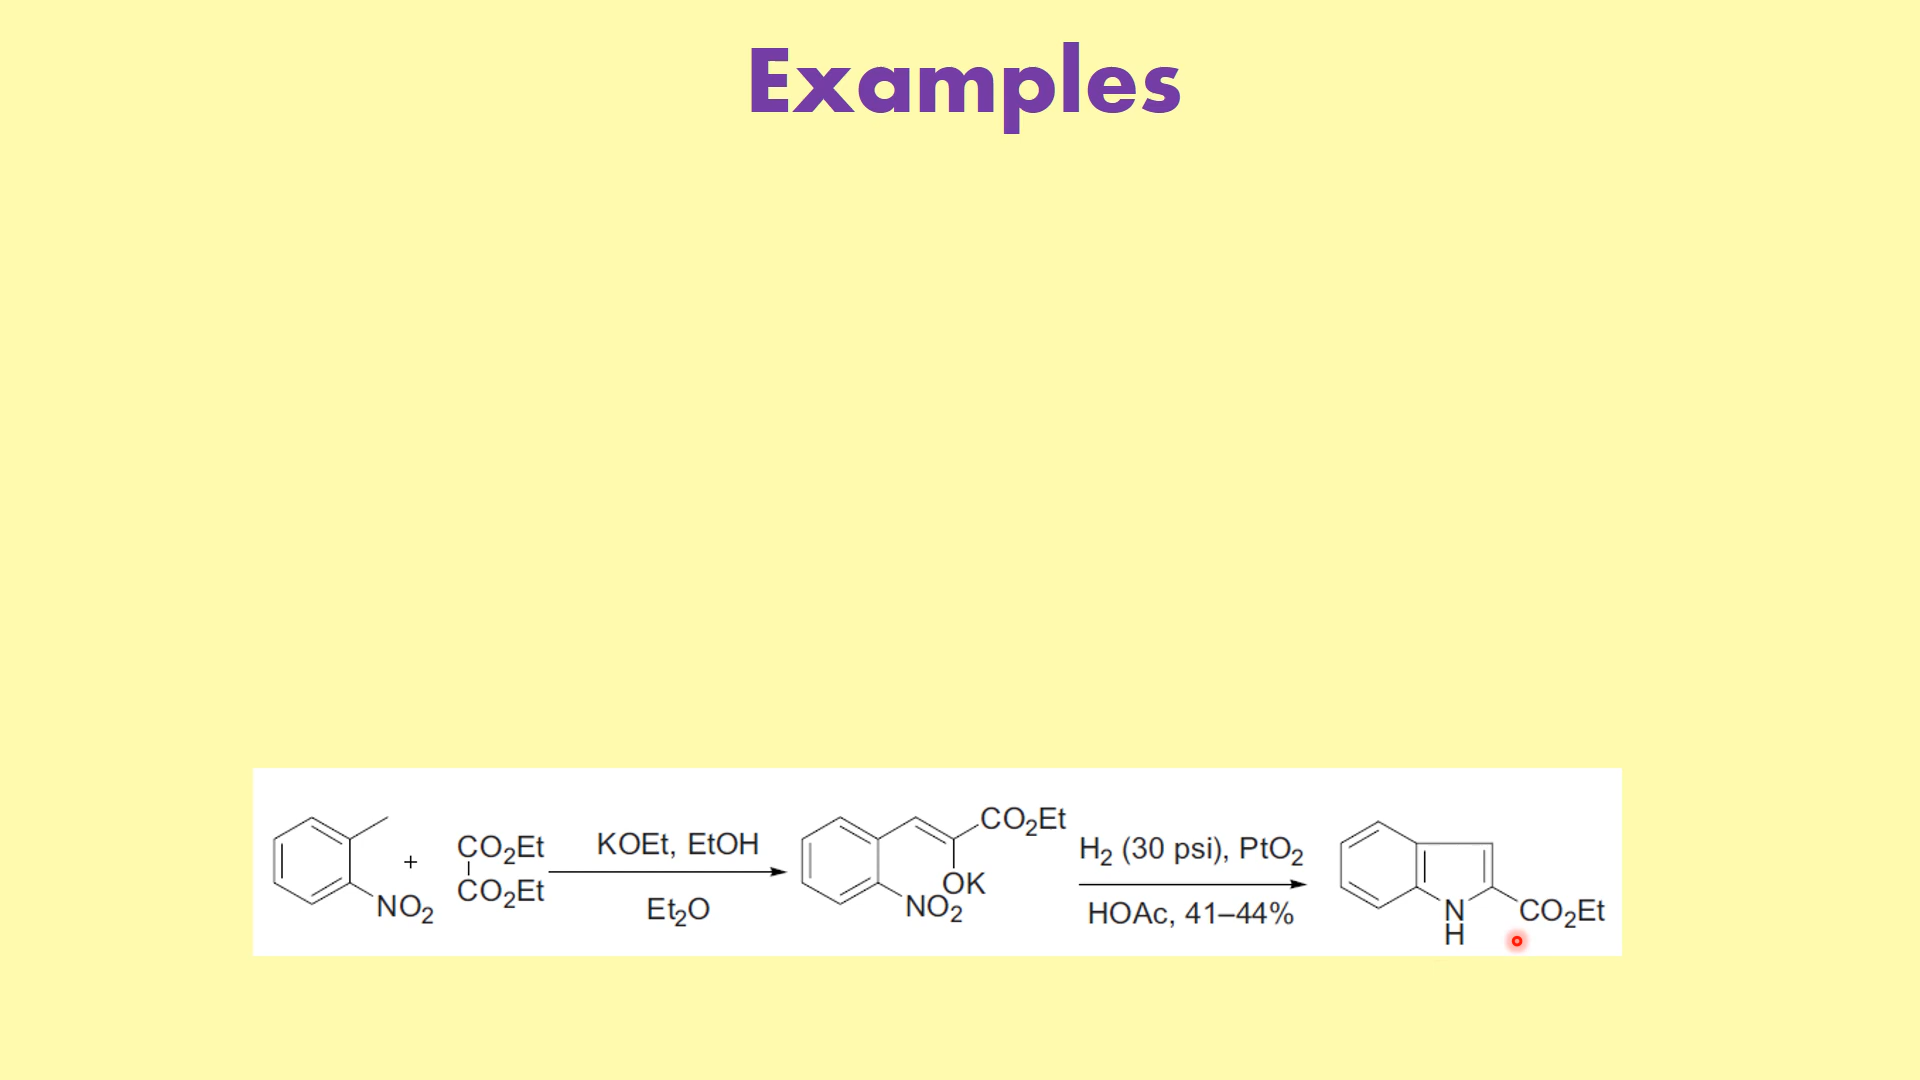 Examples
+
CO₂Et
CO₂Et
NO₂
KOEt, EtOH
Et₂O
CO₂Et
OK
NO₂
H₂ (30 psi), PtO₂
HOAc, 41–44%
N
H
CO₂Et